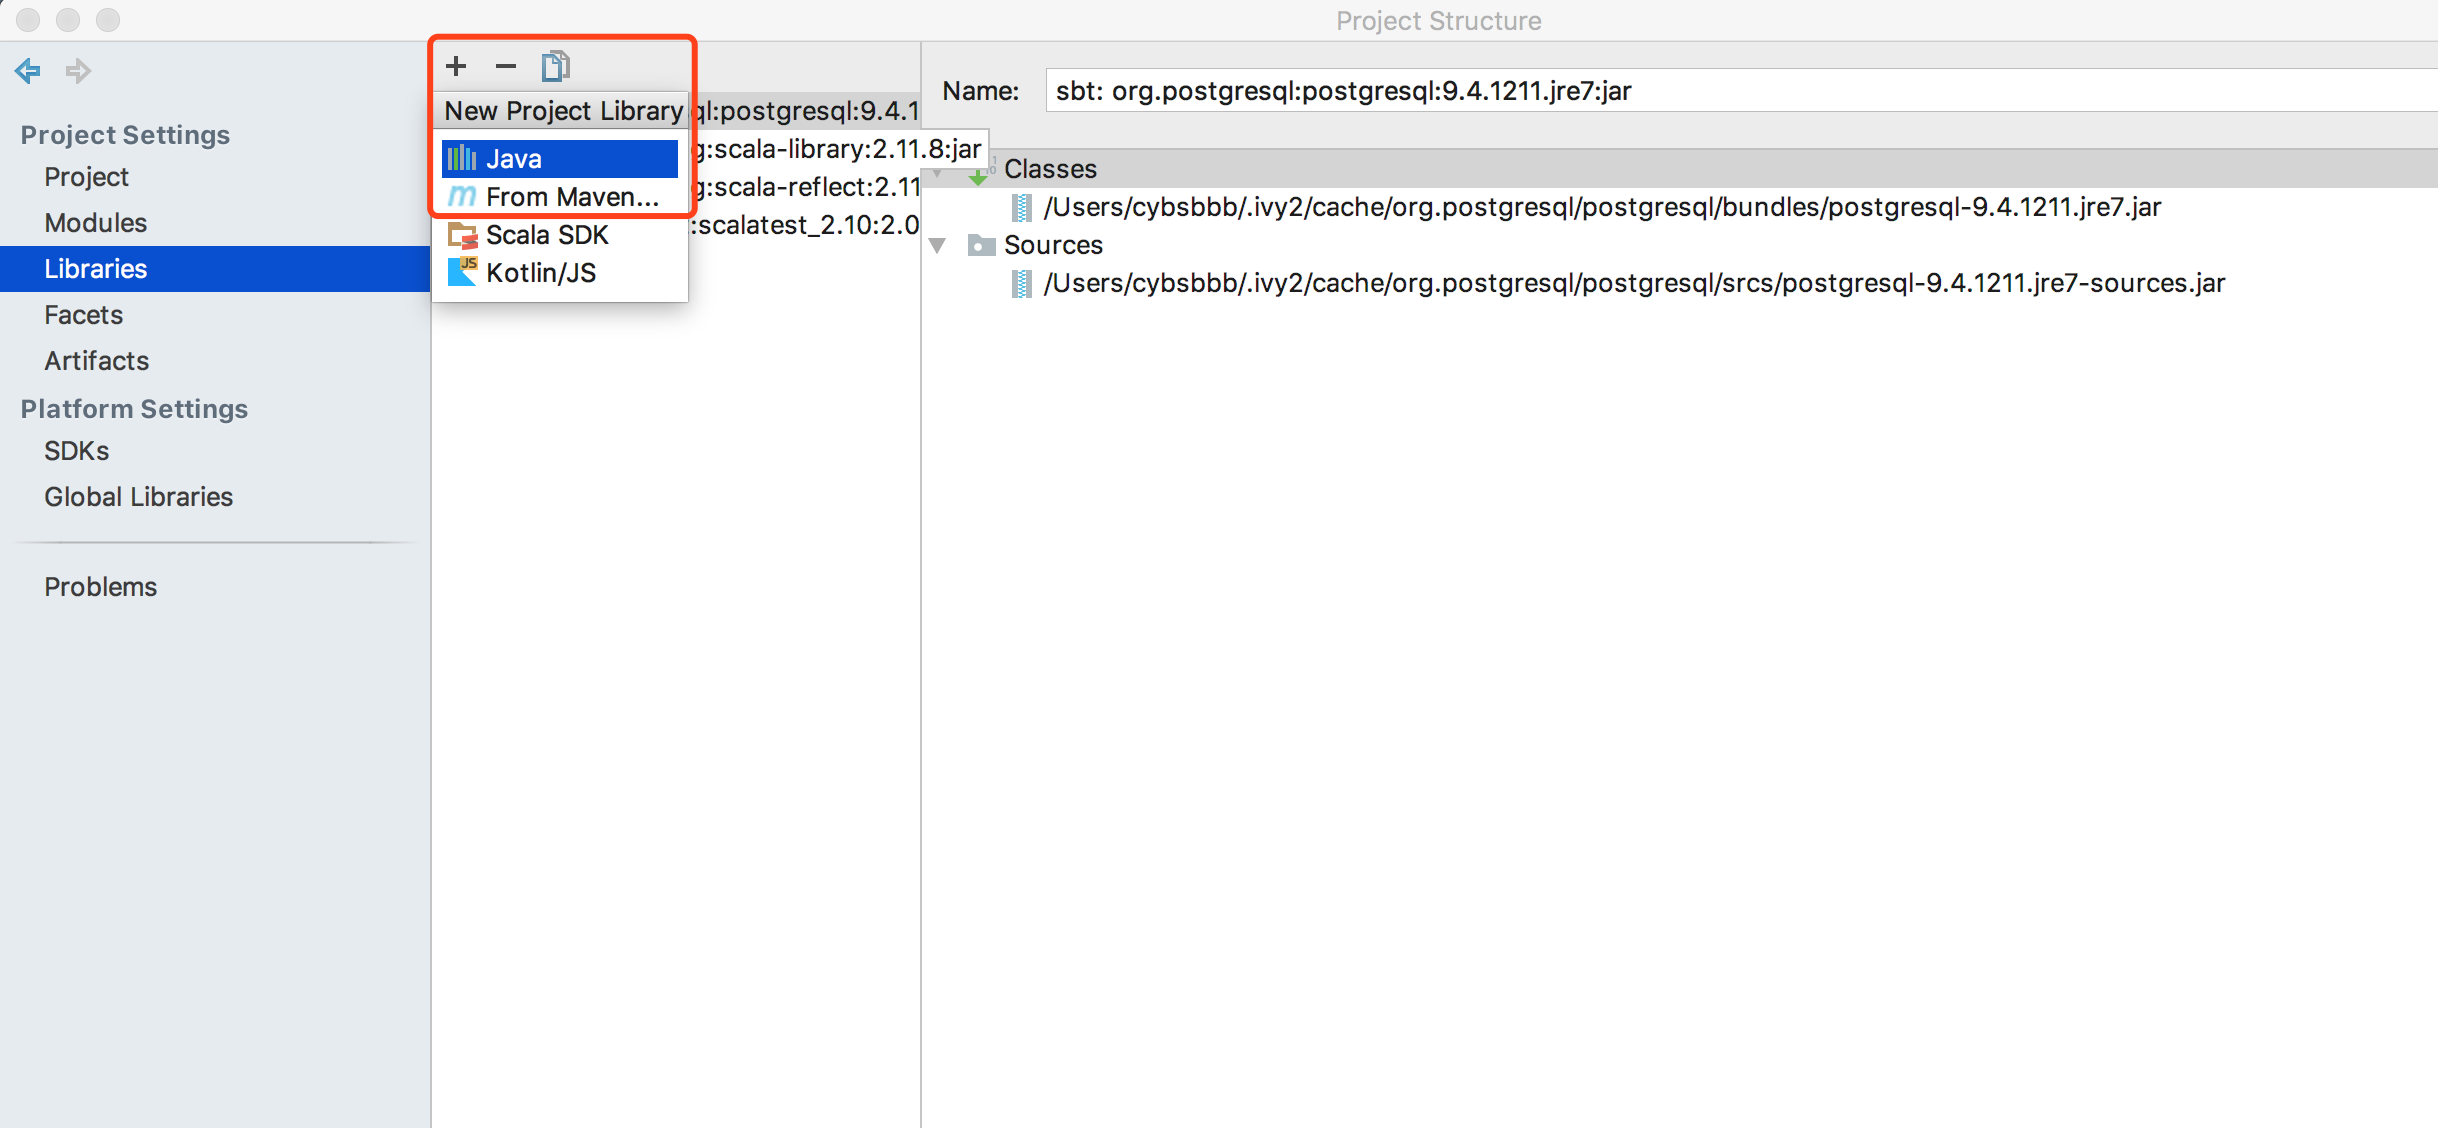 Project Structure
Project Settings
Project
Modules
Libraries
Facets
Artifacts
Platform Settings
SDKs
Global Libraries
Problems
New Project Library
Java
From Maven...
Scala SDK
JS Kotlin/JS
ql:postgresql:9.4.1
g:scala-library:2.11.8:jar
g:scala-reflect:2.11
:scalatest_2.10:2.0
Name: sbt: org.postgresql:postgresql:9.4.1211.jre7:jar
Classes
/Users/cybsbbb/.ivy2/cache/org.postgresql/postgresql/bundles/postgresql-9.4.1211.jre7.jar
Sources
/Users/cybsbbb/.ivy2/cache/org.postgresql/postgresql/srcs/postgresql-9.4.1211.jre7-sources.jar